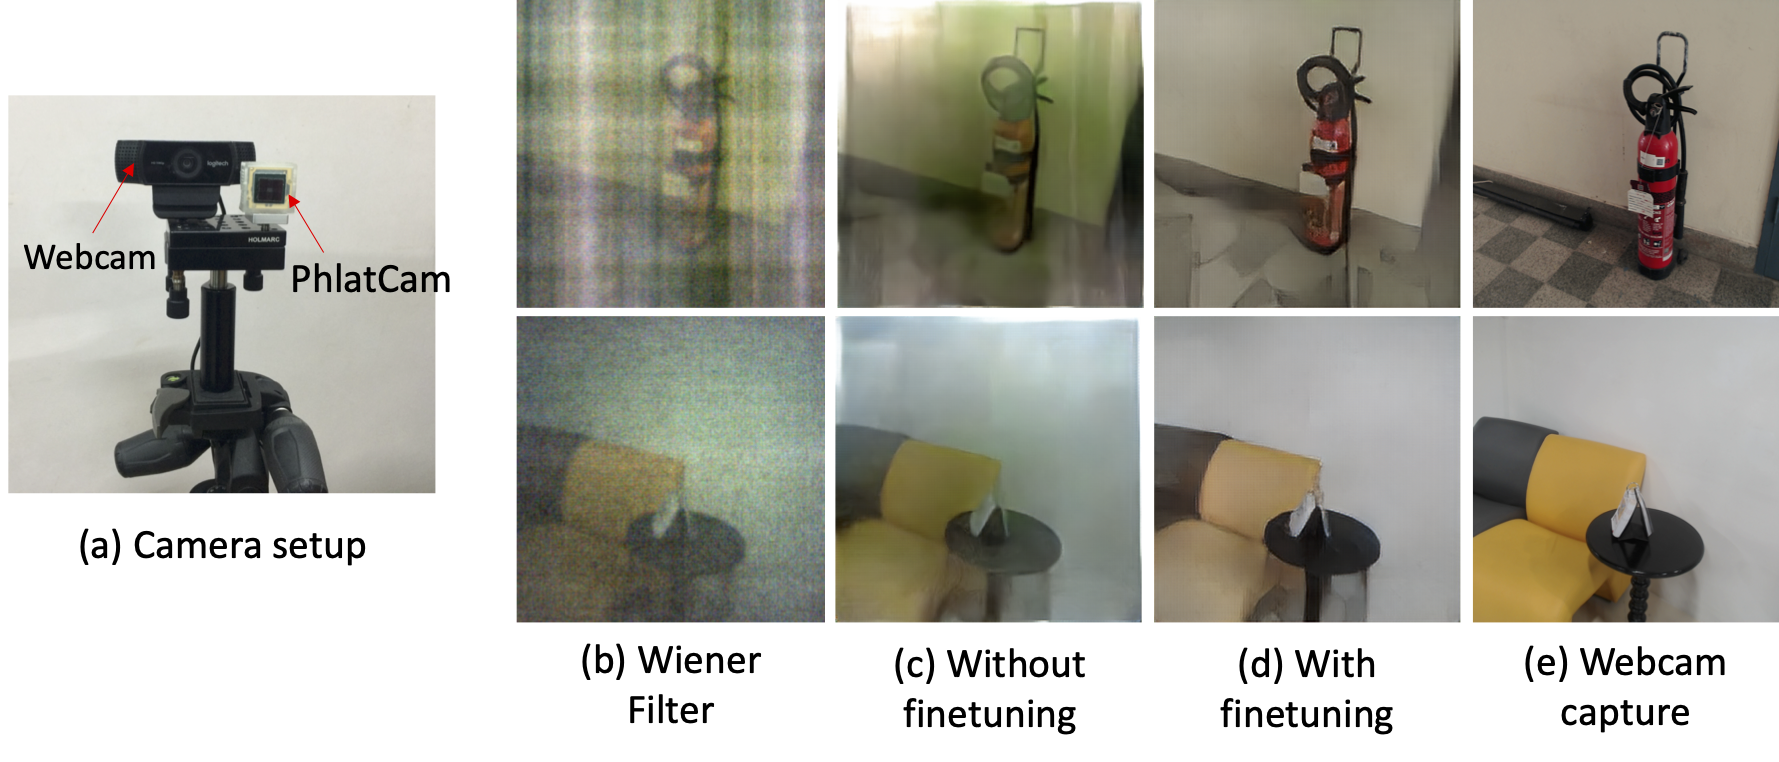 logitech
HOLMARC
Webcam
PhlatCam
(a) Camera setup
(b) Wiener
Filter
(c) Without
finetuning
(d) With
finetuning
(e) Webcam
capture